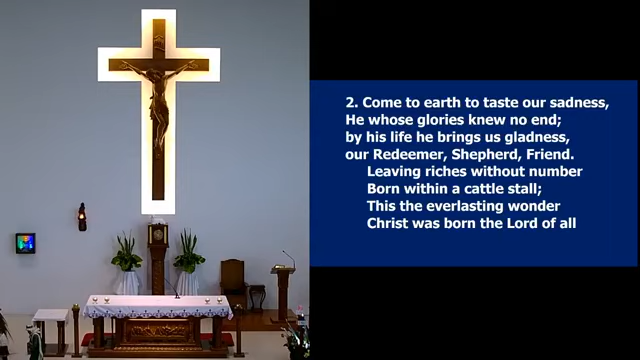 2. Come to earth to taste our sadness,
He whose glories knew no end;
by his life he brings us gladness,
our Redeemer, Shepherd, Friend.
Leaving riches without number
Born within a cattle stall;
This the everlasting wonder
Christ was born the Lord of all